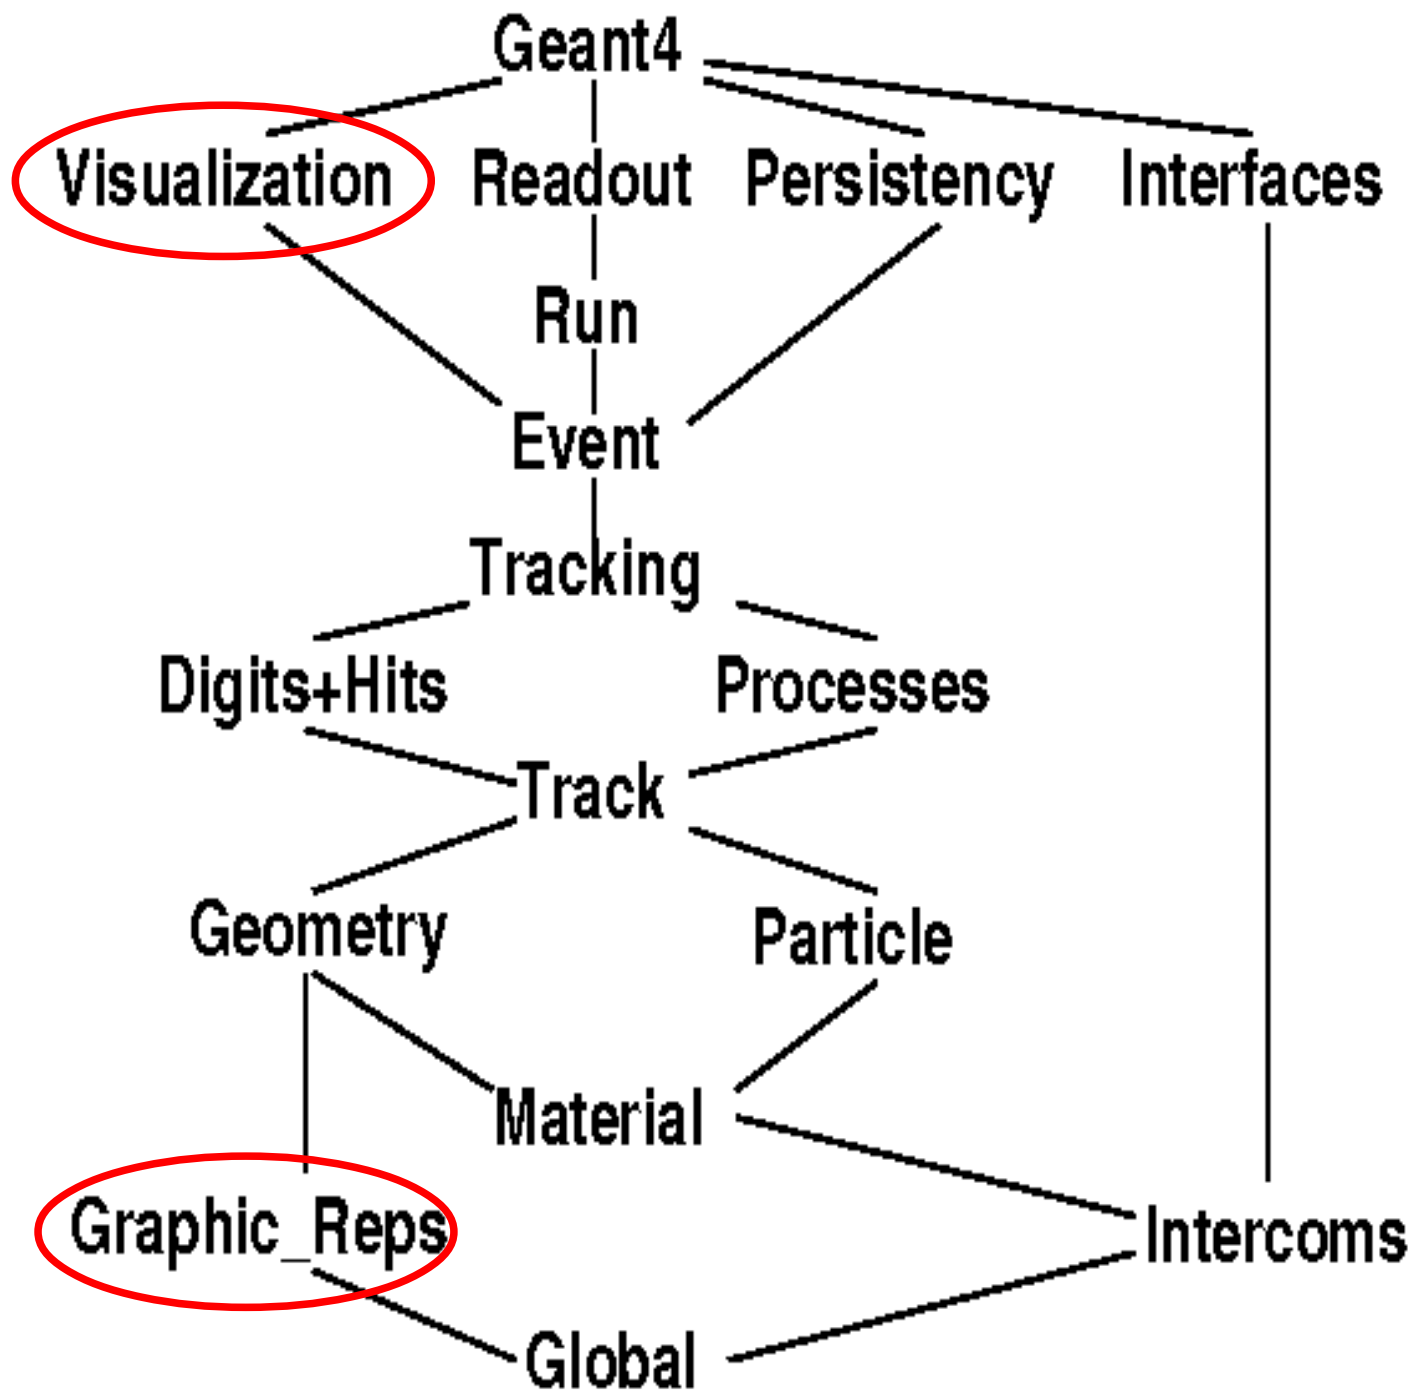 Geant4
Visualization Readout Persistency Interfaces
Run
Event
Tracking
Digits+Hits Processes
Track
Geometry Particle
Material
Graphic_Reps Intercoms
Global